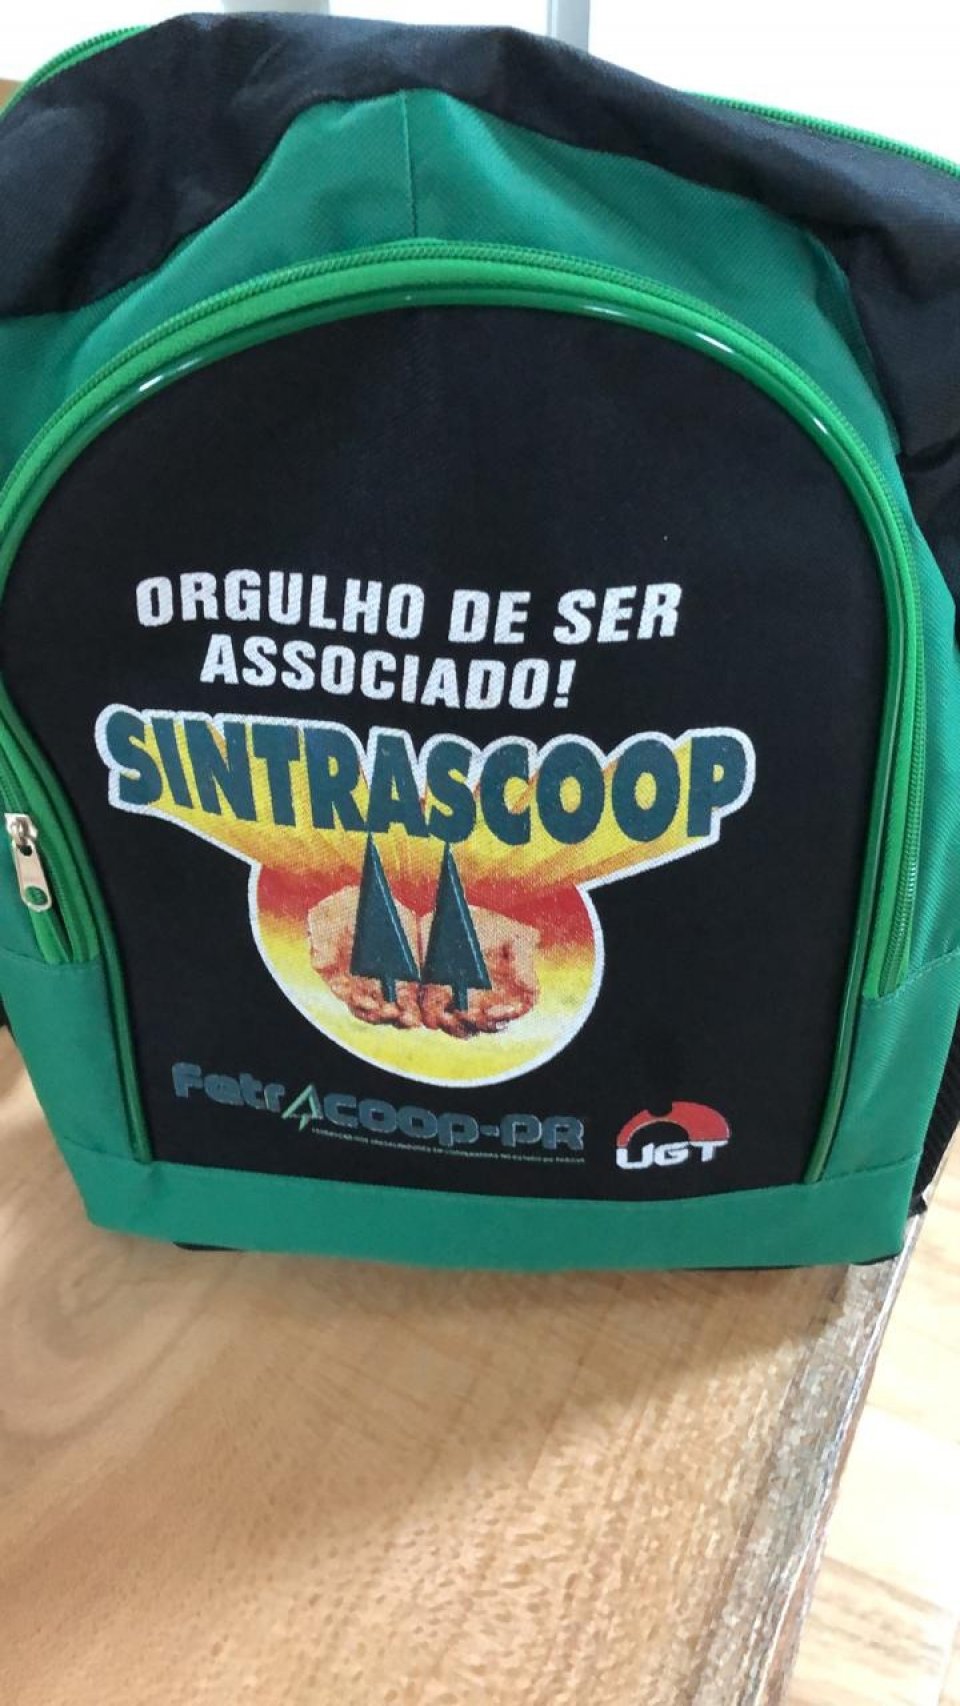 ORGULHO DE SER
ASSOCIADO!
SINTRASCOOP
FetrACOOP-PR
UGT